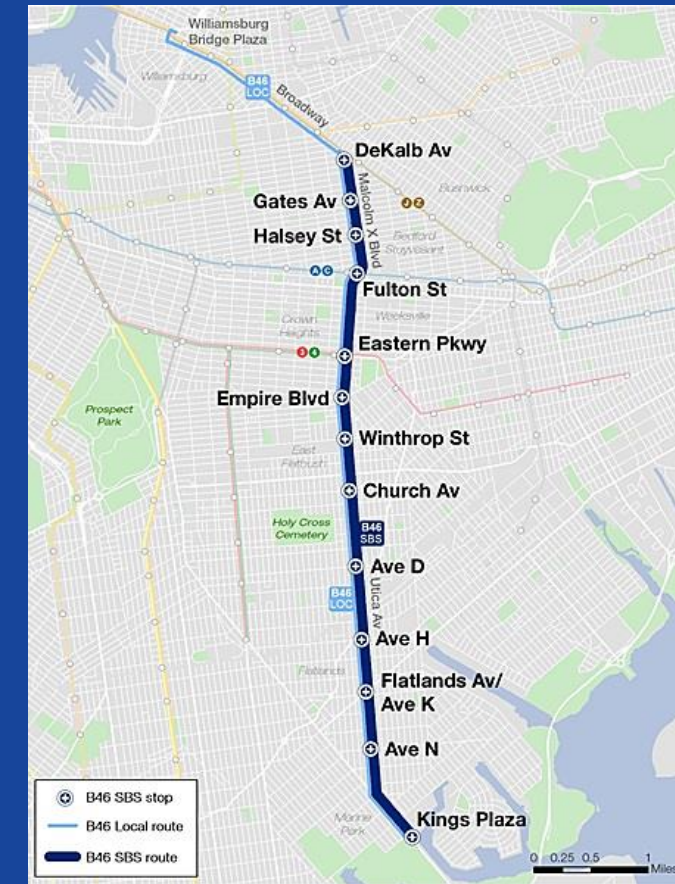 Williamsburg
Bridge Plaza
Williamsburg
B46
LOC
Broadway
DeKalb Av
Malcolm X Blvd
Bushwick
Gates Av
J Z
Halsey St
Bedford
Stuyvesant
A C
Fulton St
Crown
Heights
Weeksville
Eastern Pkwy
3 4
Empire Blvd
Prospect
Park
Winthrop St
East
Flatbush
Church Av
Holy Cross
Cemetery
B46
SBS
Ave D
B46
LOC
Utica Av
Ave H
Flatlands
Flatlands Av/
Ave K
Ave N
Marine
Park
Kings Plaza
B46 SBS stop
B46 Local route
B46 SBS route
0 0.25 0.5 1
Miles